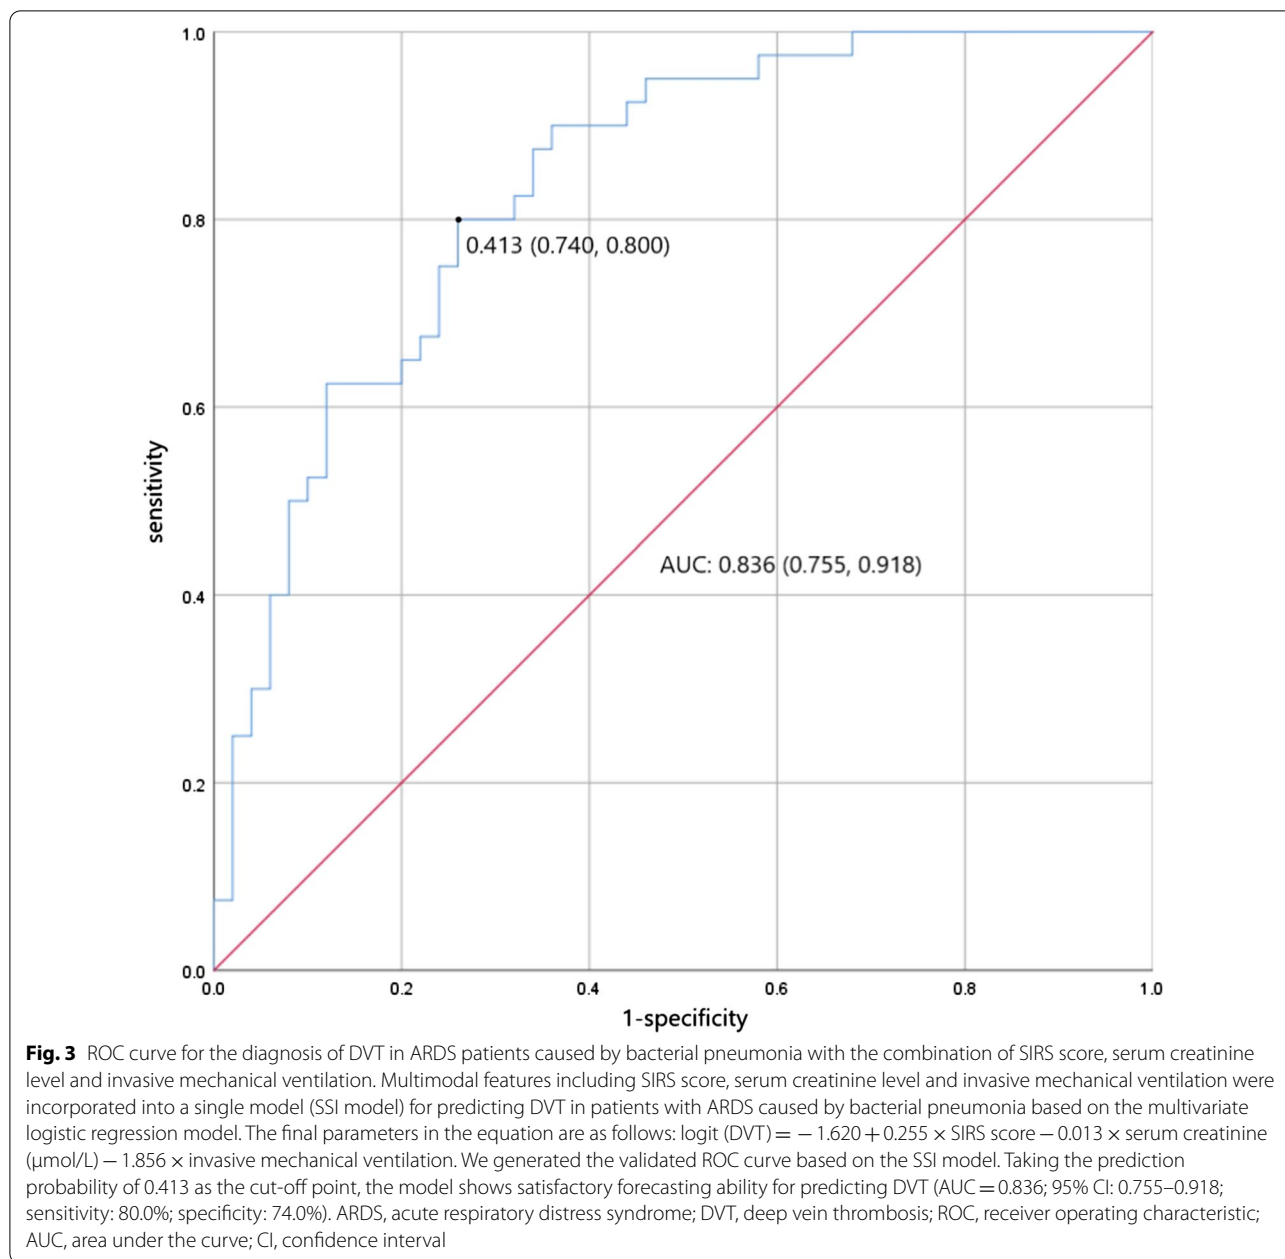 1.0
0.8
0.413 (0.740, 0.800)
0.6
sensitivity
AUC: 0.836 (0.755, 0.918)
0.4
0.2
0.0
0.0 0.2 0.4 0.6 0.8 1.0
1-specificity
Fig. 3 ROC curve for the diagnosis of DVT in ARDS patients caused by bacterial pneumonia with the combination of SIRS score, serum creatinine
level and invasive mechanical ventilation. Multimodal features including SIRS score, serum creatinine level and invasive mechanical ventilation were
incorporated into a single model (SSI model) for predicting DVT in patients with ARDS caused by bacterial pneumonia based on the multivariate
logistic regression model. The final parameters in the equation are as follows: logit (DVT) = − 1.620 + 0.255 × SIRS score − 0.013 × serum creatinine
(μmol/L) − 1.856 × invasive mechanical ventilation. We generated the validated ROC curve based on the SSI model. Taking the prediction
probability of 0.413 as the cut-off point, the model shows satisfactory forecasting ability for predicting DVT (AUC = 0.836; 95% CI: 0.755–0.918;
sensitivity: 80.0%; specificity: 74.0%). ARDS, acute respiratory distress syndrome; DVT, deep vein thrombosis; ROC, receiver operating characteristic;
AUC, area under the curve; CI, confidence interval